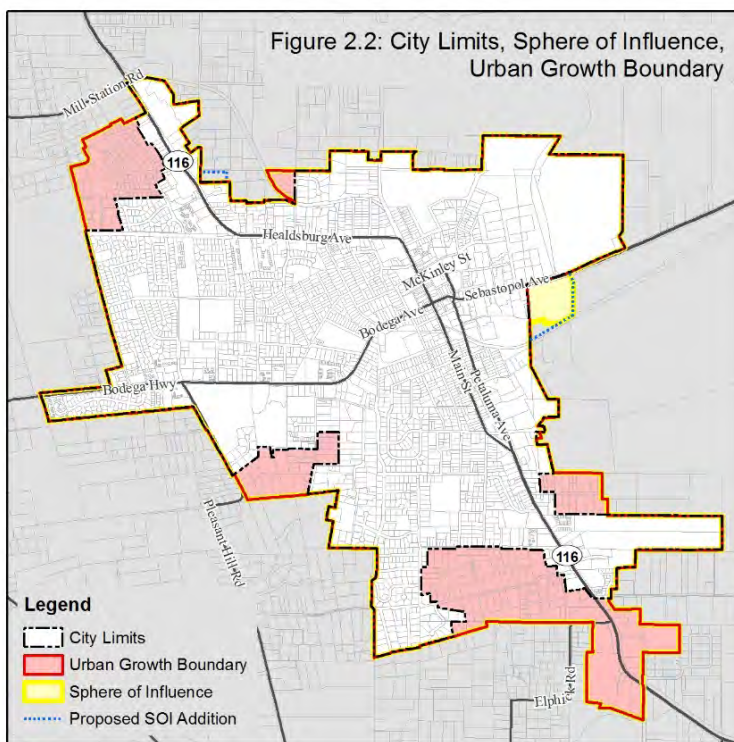 Figure 2.2: City Limits, Sphere of Influence,
Urban Growth Boundary
Mill Station Rd
116
Healdsburg Ave
McKinley St
Sebastopol Ave
Bodega Ave
Main St
Petaluma Ave
Bodega Hwy
Pleasant Hill Rd
116
Elphick Rd
Legend
City Limits
Urban Growth Boundary
Sphere of Influence
Proposed SOI Addition